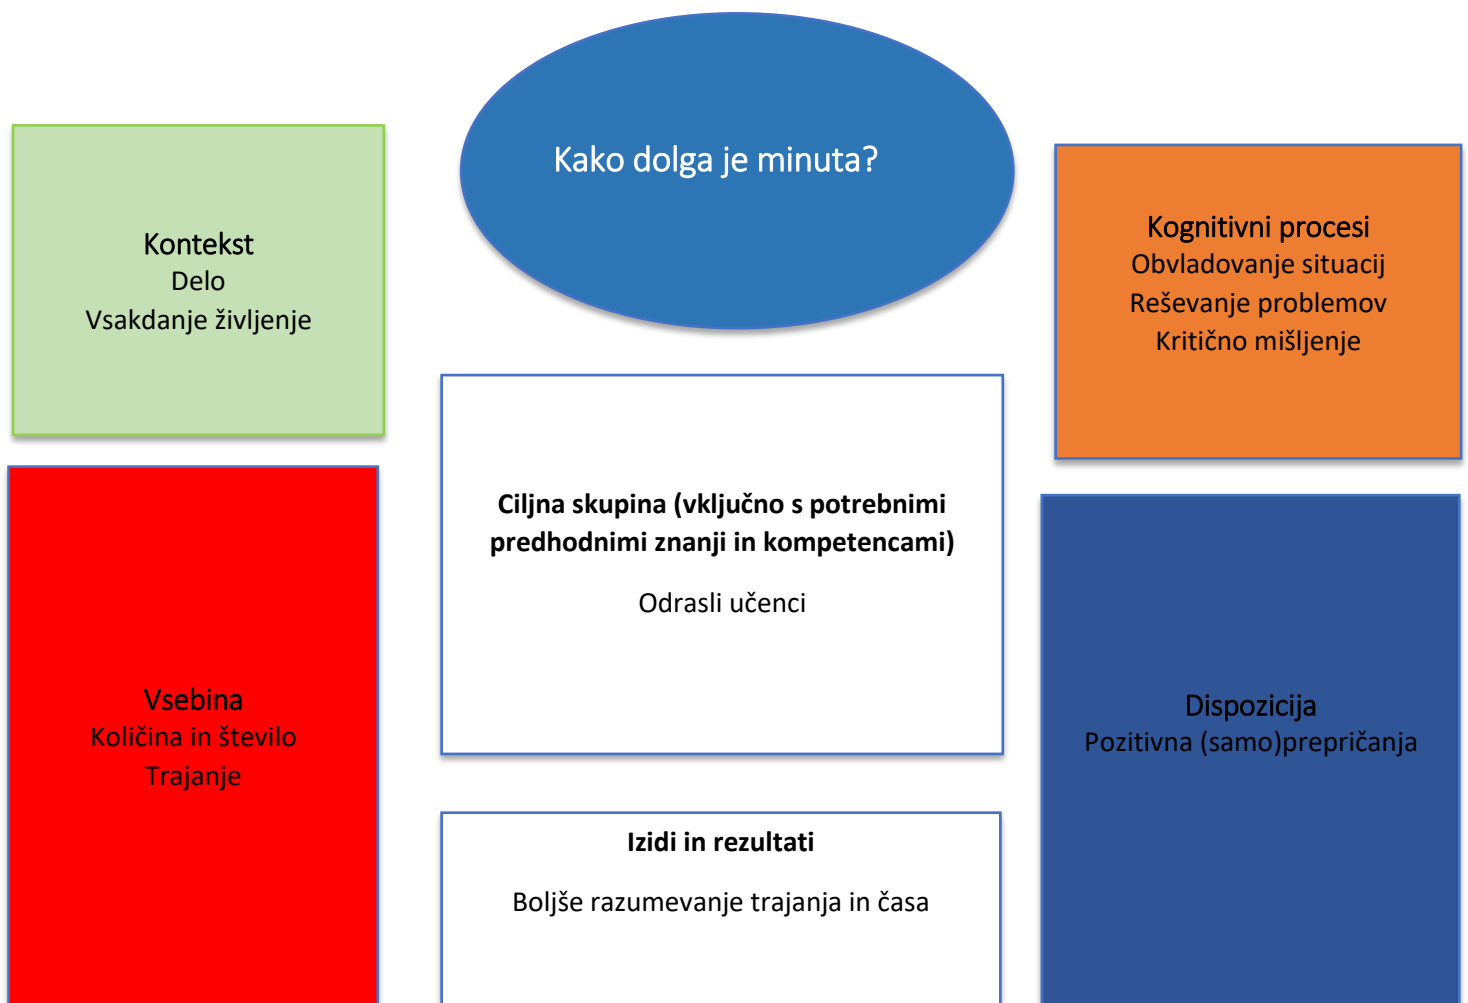 Kako dolga je minuta?
Kontekst
Delo
Vsakdanje življenje
Kognitivni procesi
Obvladovanje situacij
Reševanje problemov
Kritično mišljenje
Ciljna skupina (vključno s potrebnimi
predhodnimi znanji in kompetencami)
Odrasli učenci
Vsebina
Količina in število
Trajanje
Dispozicija
Pozitivna (samo)prepričanja
Izidi in rezultati
Boljše razumevanje trajanja in časa